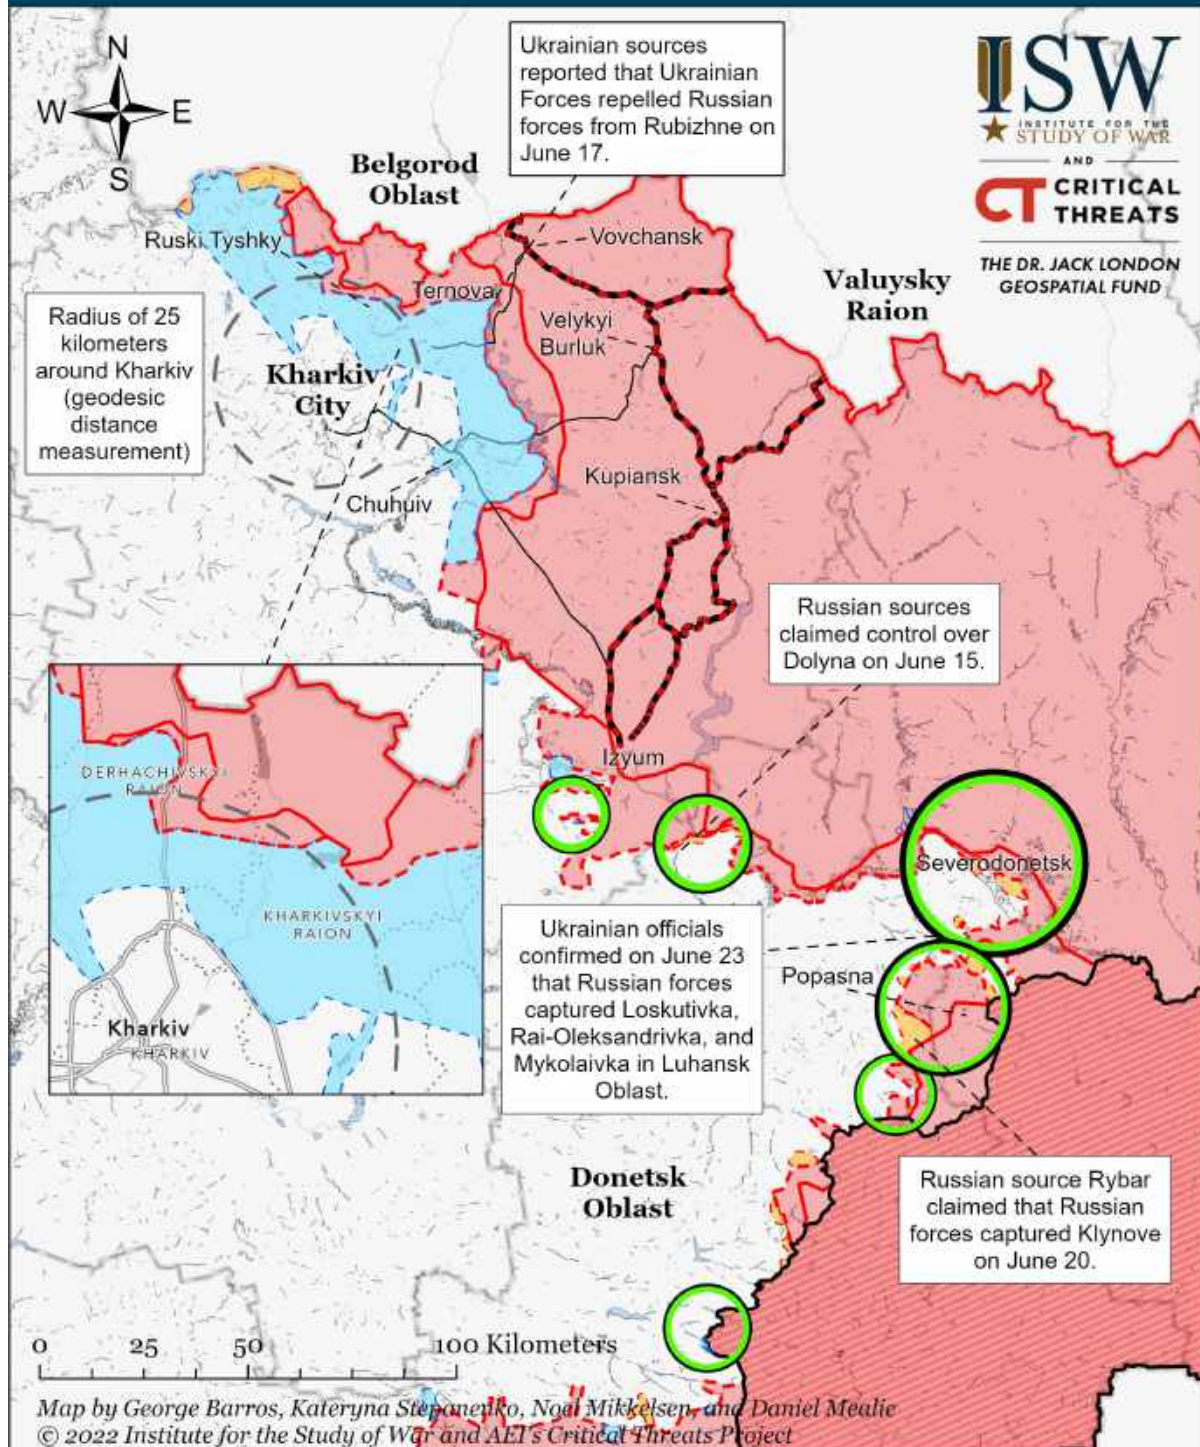 N
W
E
S
Ukrainian sources
reported that Ukrainian
Forces repelled Russian
forces from Rubizhne on
June 17.
ISW
INSTITUTE FOR THE
STUDY OF WAR
AND
CT CRITICAL
THREATS
THE DR. JACK LONDON
GEOSPATIAL FUND
Belgorod
Oblast
Ruski Tyshky
Vovchansk
Ternova
Valuysky
Raion
Radius of 25
kilometers
around Kharkiv
(geodesic
distance
measurement)
Velykyi
Burluk
Kharkiv
City
Kupiansk
Chuhuiv
Russian sources
claimed control over
Dolyna on June 15.
Izyum
DERHACHIVSKYI
RAION
KHARKIVSKYI
RAION
Kharkiv
KHARKIV
Severodonetsk
Ukrainian officials
confirmed on June 23
that Russian forces
captured Loskutivka,
Rai-Oleksandrivka, and
Mykolaivka in Luhansk
Oblast.
Popasna
Donetsk
Oblast
Russian source Rybar
claimed that Russian
forces captured Klynove
on June 20.
0 25 50 100 Kilometers
Map by George Barros, Kateryna Stepanenko, Noel Mikkelsen, and Daniel Mealie
© 2022 Institute for the Study of War and AEI's Critical Threats Project